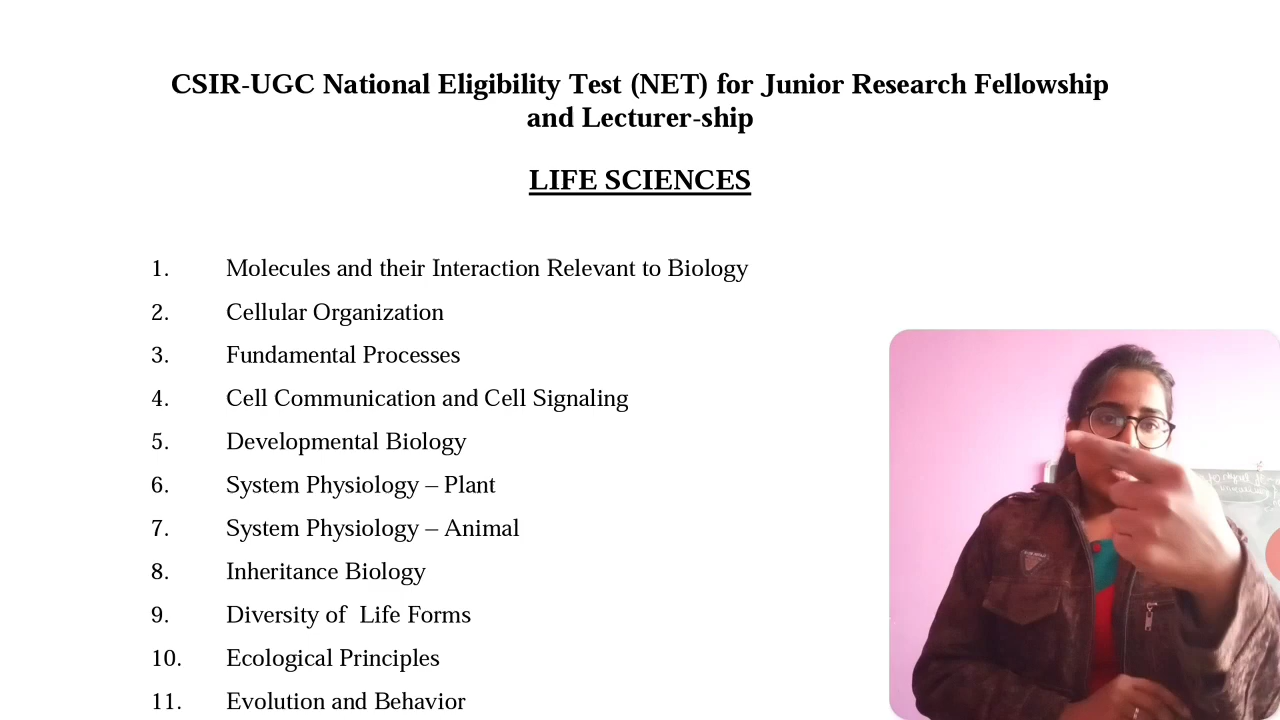 CSIR-UGC National Eligibility Test (NET) for Junior Research Fellowship
and Lecturer-ship
LIFE SCIENCES
1. Molecules and their Interaction Relevant to Biology
2. Cellular Organization
3. Fundamental Processes
4. Cell Communication and Cell Signaling
5. Developmental Biology
6. System Physiology – Plant
7. System Physiology – Animal
8. Inheritance Biology
9. Diversity of  Life Forms
10. Ecological Principles
11. Evolution and Behavior